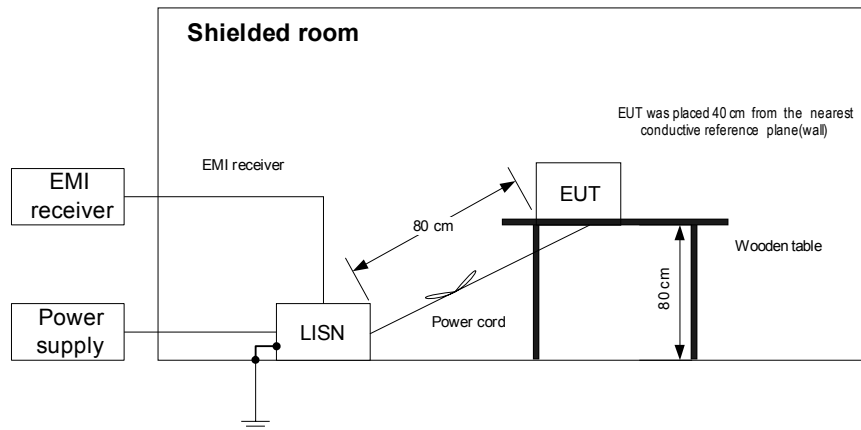 Shielded room
EUT was placed 40 cm from the nearest
conductive reference plane(wall)
EMI receiver
EMI
receiver
EUT
80 cm
Wooden table
80 cm
Power
supply
LISN
Power cord